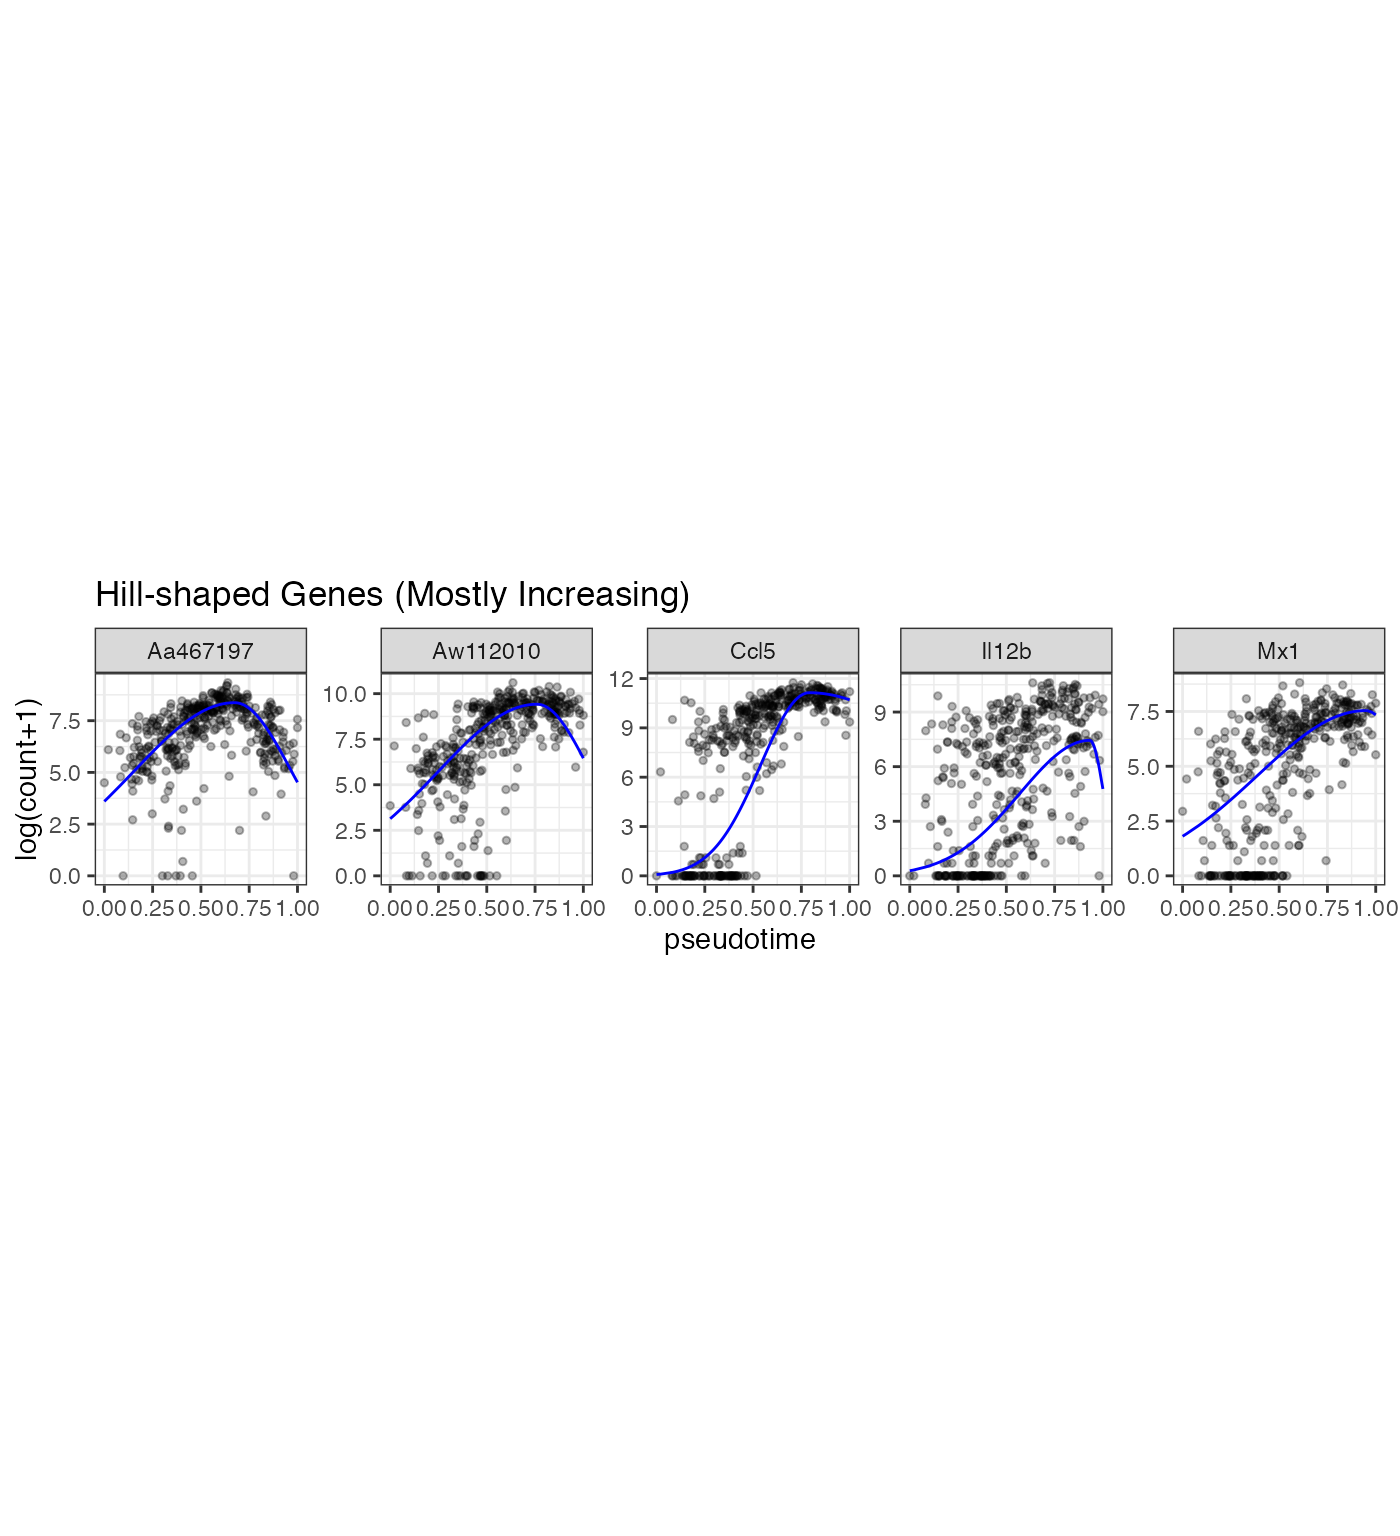 Hill-shaped Genes (Mostly Increasing)
Aa467197 Aw112010 Ccl5 Il12b Mx1
log(count+1)
7.5 5.0 2.5 0.0
10.0 7.5 5.0 2.5 0.0
12 9 6 3 0
9 6 3 0
7.5 5.0 2.5 0.0
0.00 0.25 0.50 0.75 1.00 0.00 0.25 0.50 0.75 1.00 0.00 0.25 0.50 0.75 1.00 0.00 0.25 0.50 0.75 1.00 0.00 0.25 0.50 0.75 1.00
pseudotime